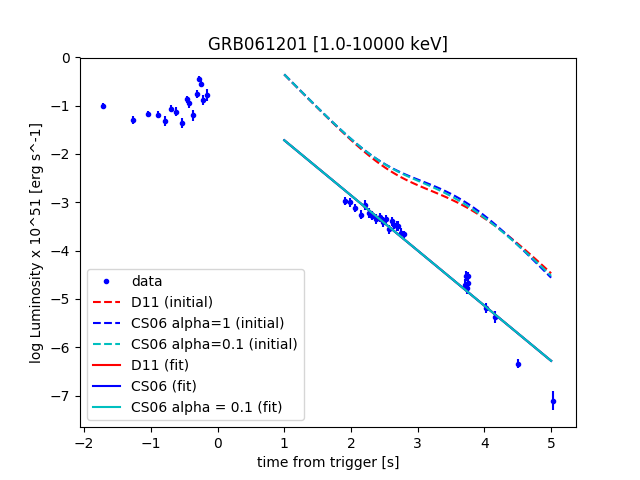 GRB061201 [1.0-10000 keV]
log Luminosity x 10^51 [erg s^-1]
0
−1
−2
−3
−4
−5
−6
−7
data
D11 (initial)
CS06 alpha=1 (initial)
CS06 alpha=0.1 (initial)
D11 (fit)
CS06 (fit)
CS06 alpha = 0.1 (fit)
−2 −1 0 1 2 3 4 5
time from trigger [s]